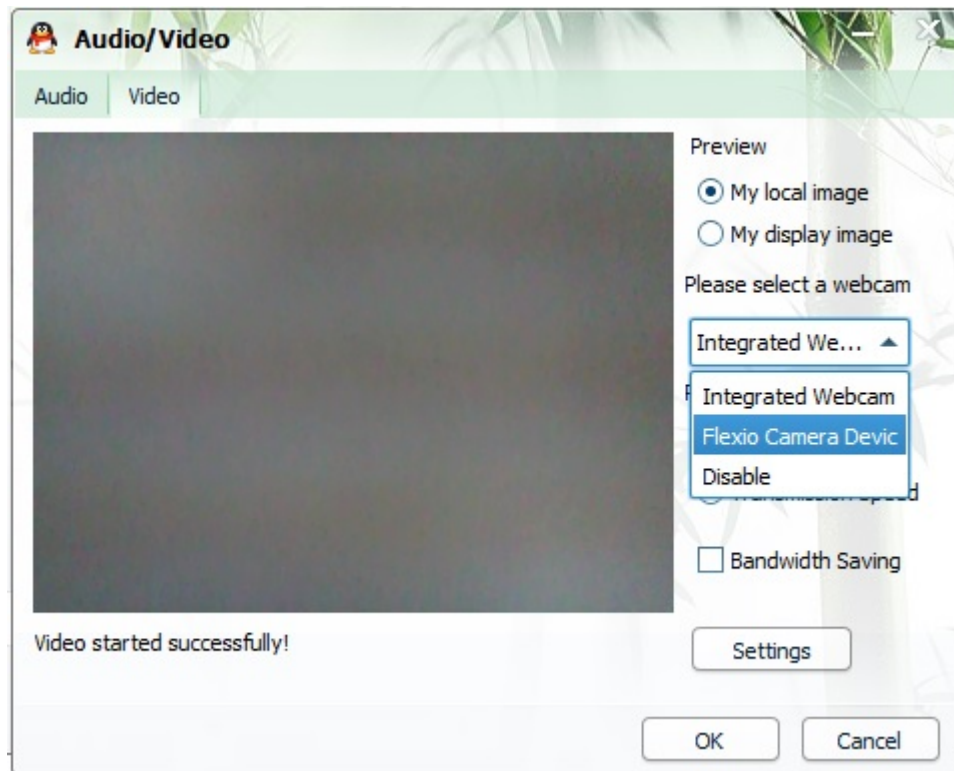 Audio/Video
Audio
Video
Preview
My local image
My display image
Please select a webcam
Integrated We...
Integrated Webcam
Flexio Camera Devic
Disable
Bandwidth Saving
Video started successfully!
Settings
OK
Cancel